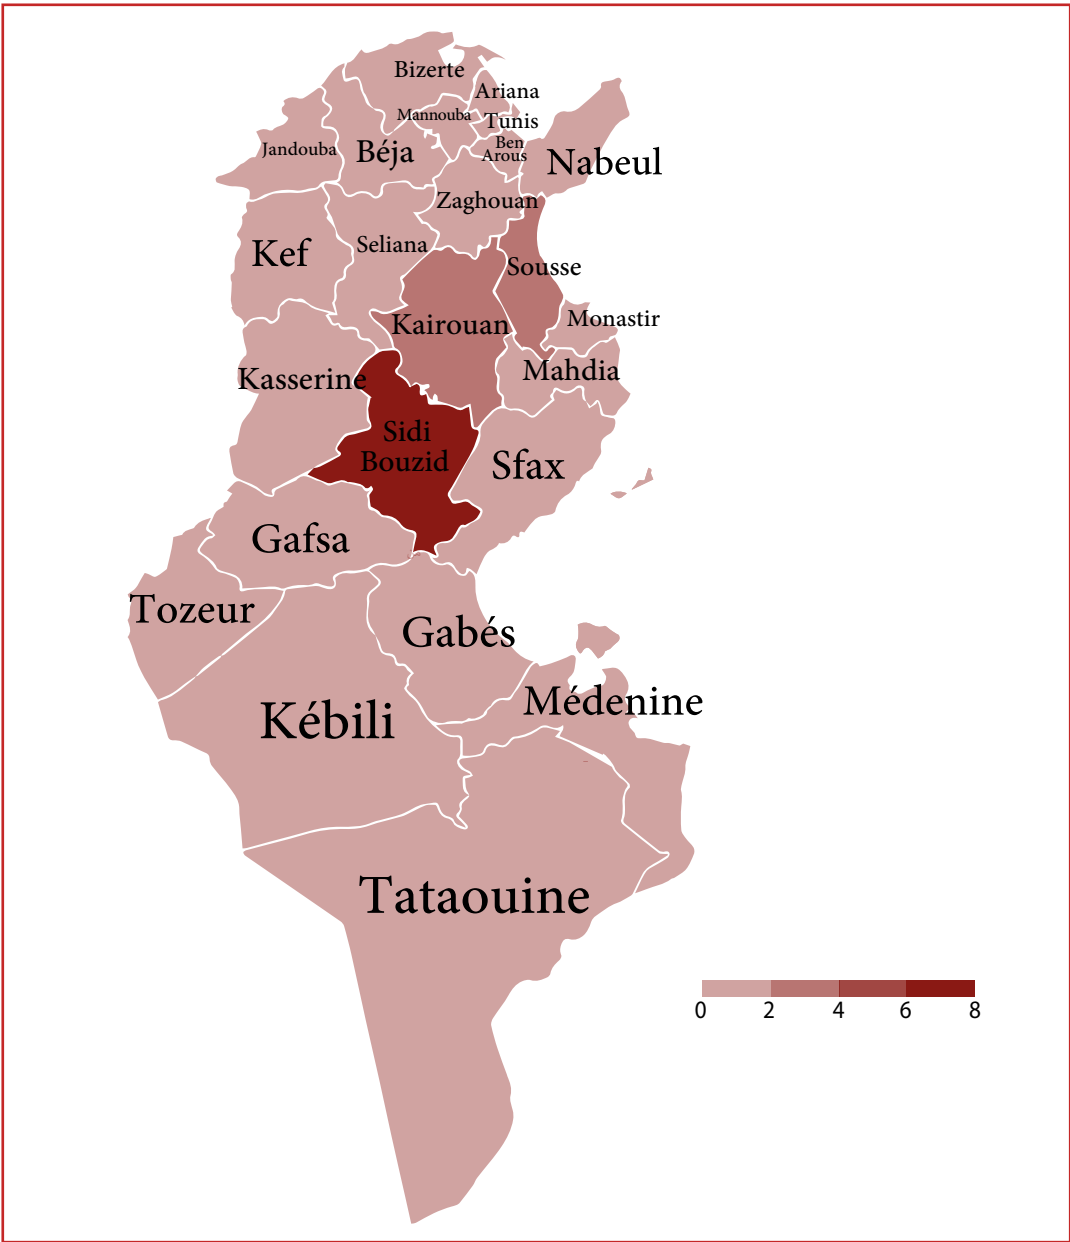 Bizerte
Ariana
Mannouba
Tunis
Ben
Arous
Jandouba
Béja
Nabeul
Zaghouan
Kef
Seliana
Sousse
Kairouan
Monastir
Kasserine
Mahdia
Sidi
Bouzid
Sfax
Gafsa
Tozeur
Gabés
Kébili
Médenine
Tataouine
0 2 4 6 8